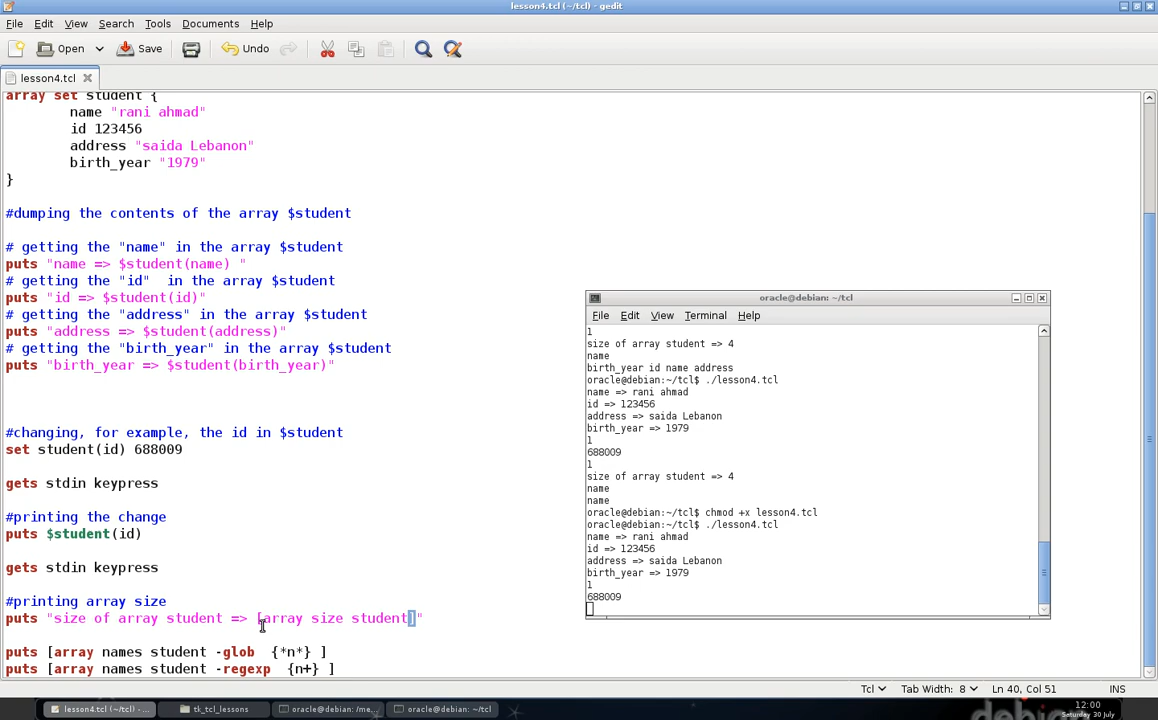 lesson4.tcl (~/tcl) - gedit
File Edit View Search Tools Documents Help
Open Save Undo
lesson4.tcl
array set student {
name "rani ahmad"
id 123456
address "saida Lebanon"
birth_year "1979"
}
#dumping the contents of the array $student
# getting the "name" in the array $student
puts "name => $student(name) "
# getting the "id"  in the array $student
puts "id => $student(id)"
# getting the "address" in the array $student
puts "address => $student(address)"
# getting the "birth_year" in the array $student
puts "birth_year => $student(birth_year)"
#changing, for example, the id in $student
set student(id) 688009
gets stdin keypress
#printing the change
puts $student(id)
gets stdin keypress
#printing array size
puts "size of array student => [array size student]"
puts [array names student -glob  {*n*} ]
puts [array names student -regexp  {n+} ]
oracle@debian: ~/tcl
File Edit View Terminal Help
1
size of array student => 4
name
birth_year id name address
oracle@debian:~/tcl$ ./lesson4.tcl
name => rani ahmad
id => 123456
address => saida Lebanon
birth_year => 1979
1
688009
1
size of array student => 4
name
name
oracle@debian:~/tcl$ chmod +x lesson4.tcl
oracle@debian:~/tcl$ ./lesson4.tcl
name => rani ahmad
id => 123456
address => saida Lebanon
birth_year => 1979
1
688009
Tcl Tab Width: 8 Ln 40, Col 51 INS
lesson4.tcl (~/tcl) - ... tk_tcl_lessons oracle@debian: /me... oracle@debian: ~/tcl 12:00
Saturday 30 July